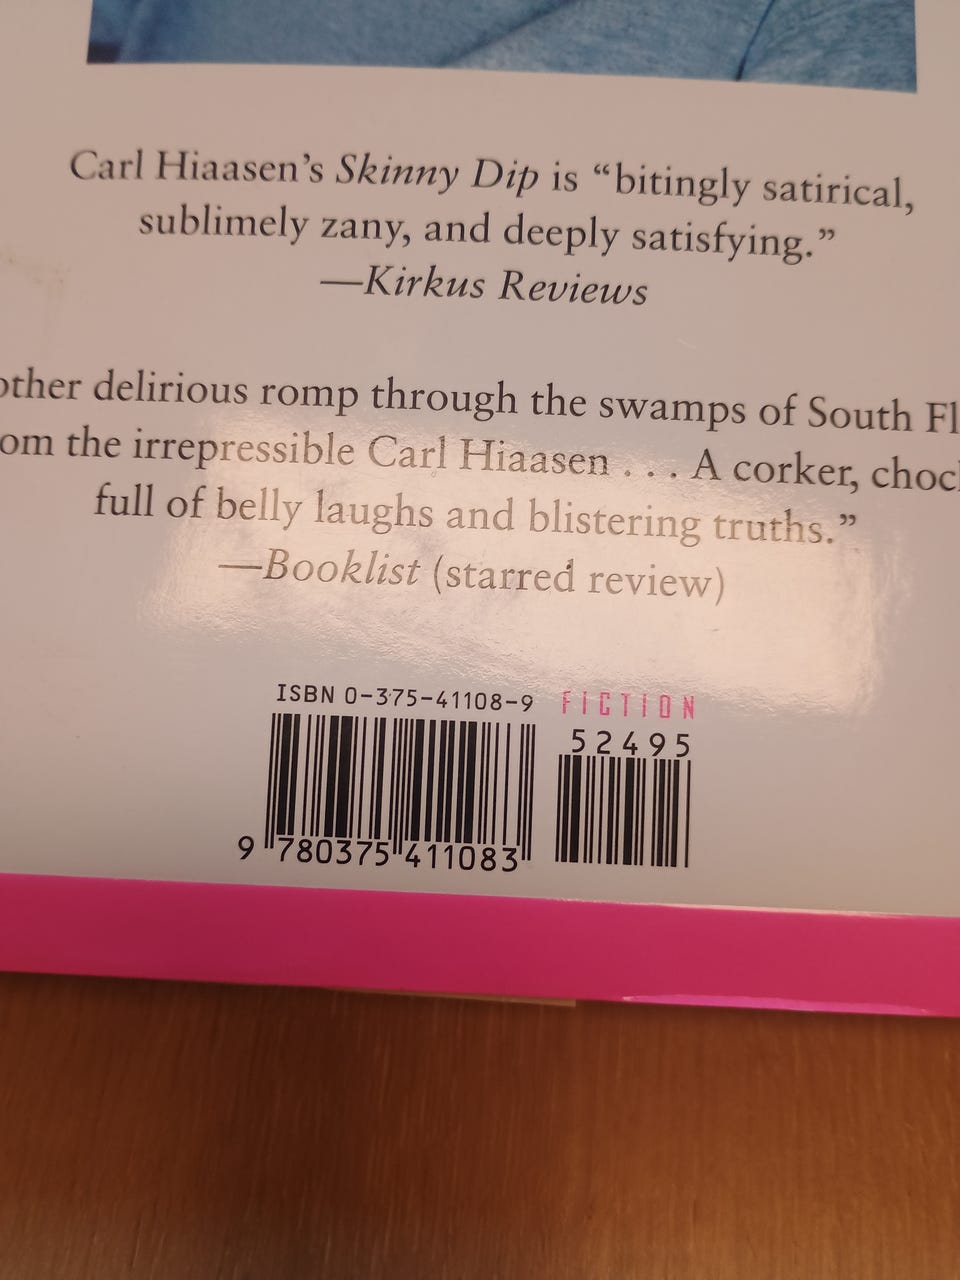 Carl Hiaasen's Skinny Dip is “bitingly satirical,
sublimely zany, and deeply satisfying.”
—Kirkus Reviews
other delirious romp through the swamps of South Fl
om the irrepressible Carl Hiaasen . . . A corker, chock
full of belly laughs and blistering truths.”
—Booklist (starred review)
ISBN 0-375-41108-9 FICTION
52495
9 780375 411083